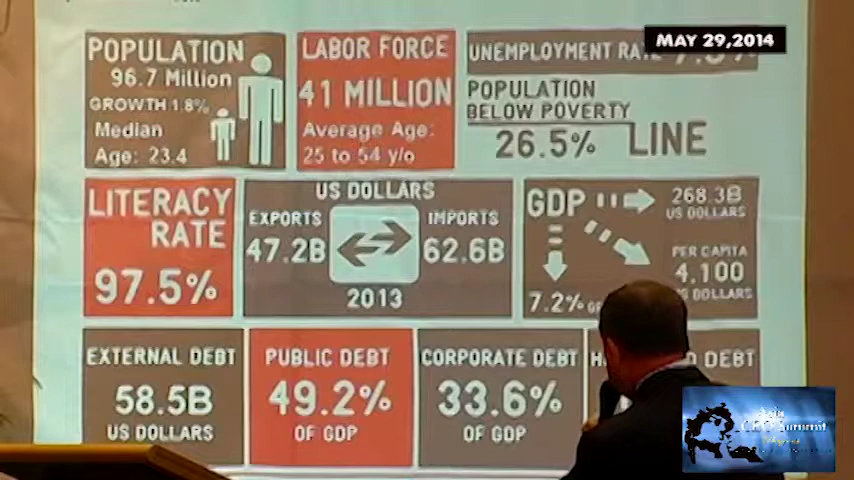 MAY 29,2014
POPULATION
96.7 Million
GROWTH 1.8%
Median
Age: 23.4
LABOR FORCE
41 MILLION
Average Age:
25 to 54 y/o
UNEMPLOYMENT
POPULATION
BELOW POVERTY
26.5% LINE
LITERACY
RATE
97.5%
US DOLLARS
EXPORTS
47.2B
IMPORTS
62.6B
2013
GDP
268.3B
US DOLLARS
PER CAPITA
4,100
DOLLARS
7.2%
EXTERNAL DEBT
58.5B
US DOLLARS
PUBLIC DEBT
49.2%
OF GDP
CORPORATE DEBT
33.6%
OF GDP
DEBT
Summit